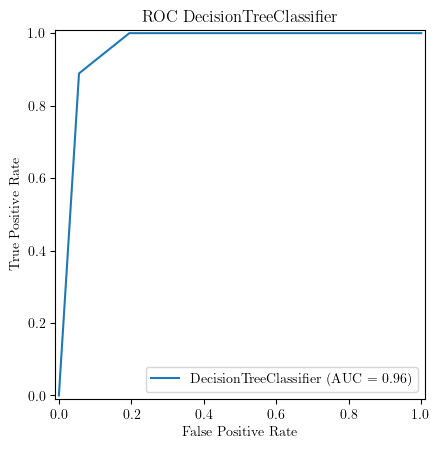 ROC DecisionTreeClassifier
1.0
0.8
0.6
0.4
0.2
0.0
True Positive Rate
DecisionTreeClassifier (AUC = 0.96)
0.0 0.2 0.4 0.6 0.8 1.0
False Positive Rate